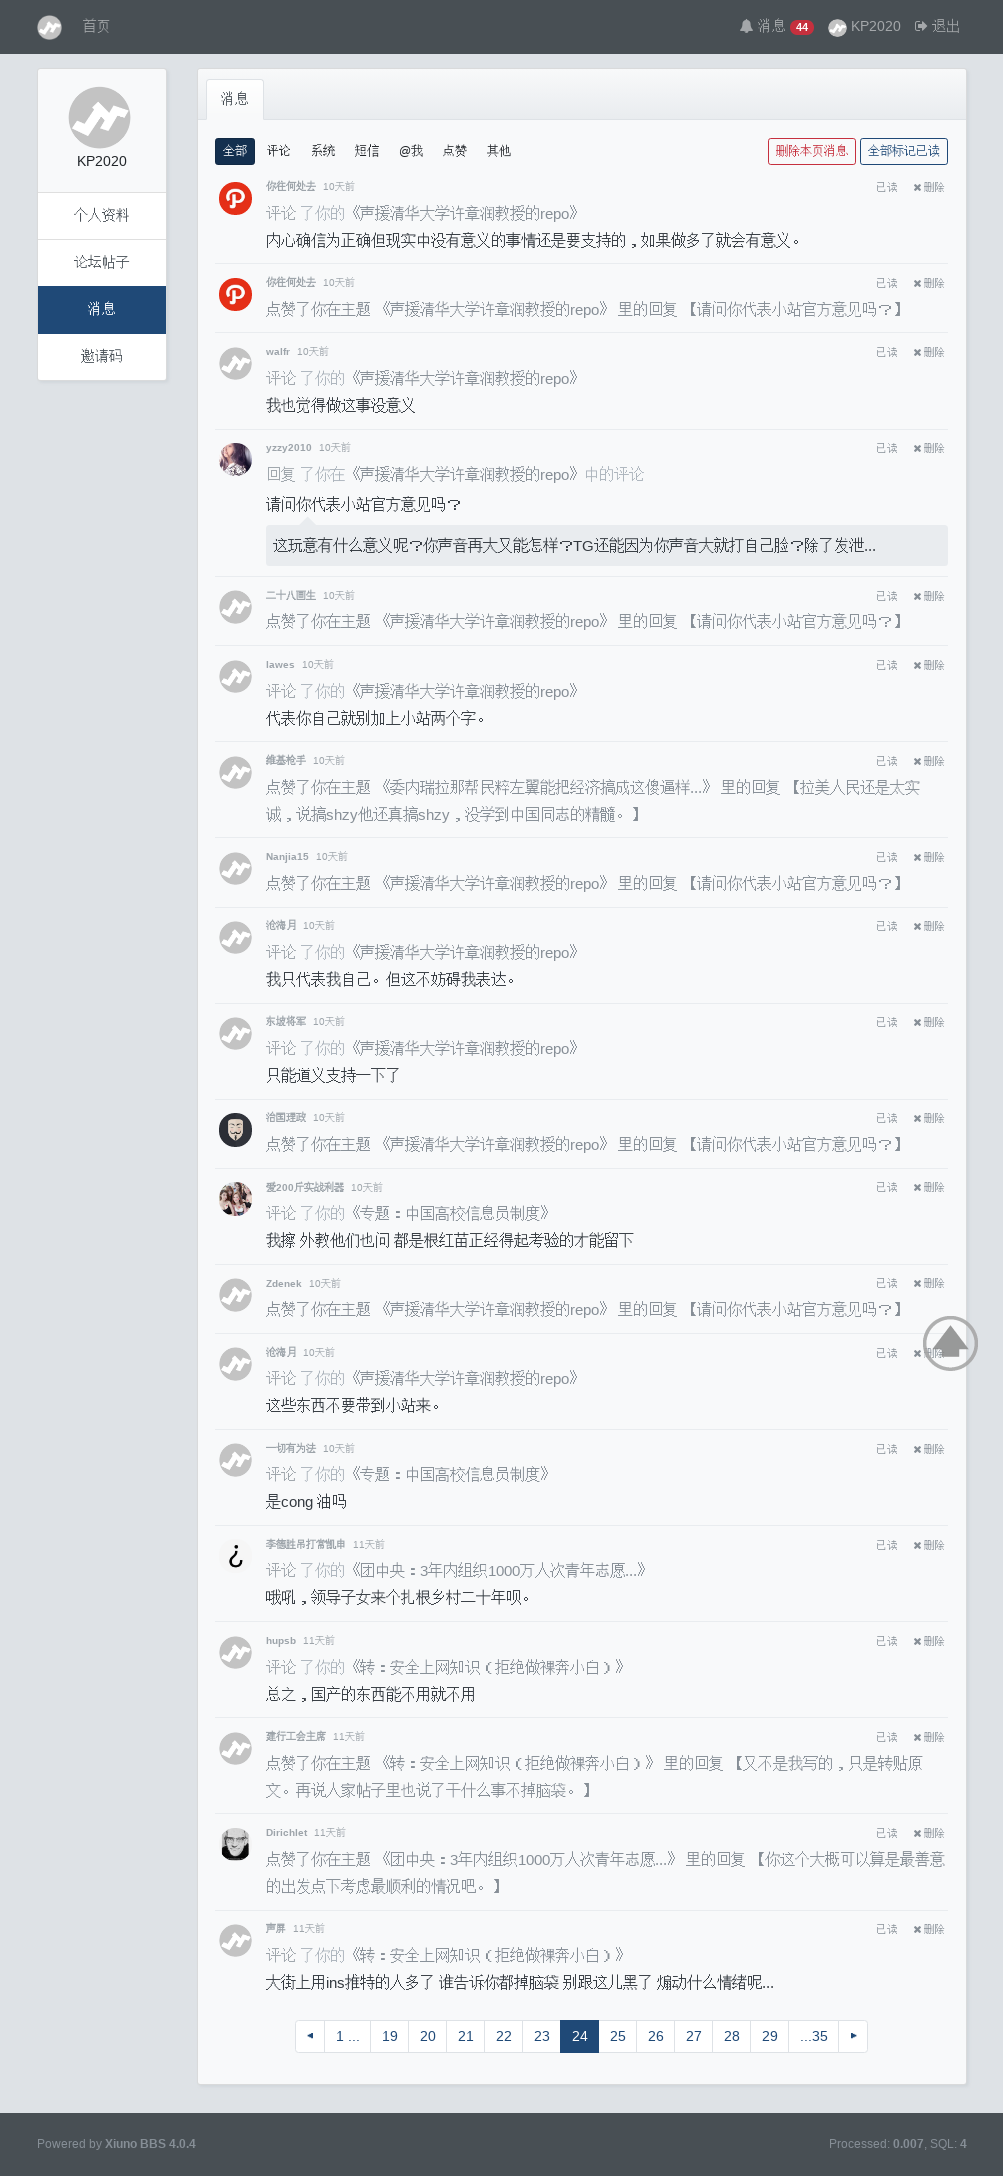 首页
消息 44 KP2020 退出
KP2020
个人资料
论坛帖子
消息
邀请码
消息
全部 评论 系统 短信 @我 点赞 其他 删除本页消息 全部标记已读
你往何处去 10天前 已读 ✖删除
评论 了你的《声援清华大学许章润教授的repo》
内心确信为正确但现实中没有意义的事情还是要支持的，如果做多了就会有意义。
你往何处去 10天前 已读 ✖删除
点赞了你在主题 《声援清华大学许章润教授的repo》 里的回复 【请问你代表小站官方意见吗？】
walfr 10天前 已读 ✖删除
评论 了你的《声援清华大学许章润教授的repo》
我也觉得做这事没意义
yzzy2010 10天前 已读 ✖删除
回复 了你在《声援清华大学许章润教授的repo》中的评论
请问你代表小站官方意见吗？
这玩意有什么意义呢？你声音再大又能怎样？TG还能因为你声音大就打自己脸？除了发泄...
二十八画生 10天前 已读 ✖删除
点赞了你在主题 《声援清华大学许章润教授的repo》 里的回复 【请问你代表小站官方意见吗？】
lawes 10天前 已读 ✖删除
评论 了你的《声援清华大学许章润教授的repo》
代表你自己就别加上小站两个字。
维基枪手 10天前 已读 ✖删除
点赞了你在主题 《委内瑞拉那帮民粹左翼能把经济搞成这傻逼样...》 里的回复 【拉美人民还是太实
诚，说搞shzy他还真搞shzy，没学到中国同志的精髓。】
Nanjia15 10天前 已读 ✖删除
点赞了你在主题 《声援清华大学许章润教授的repo》 里的回复 【请问你代表小站官方意见吗？】
沧海月 10天前 已读 ✖删除
评论 了你的《声援清华大学许章润教授的repo》
我只代表我自己。但这不妨碍我表达。
东坡将军 10天前 已读 ✖删除
评论 了你的《声援清华大学许章润教授的repo》
只能道义支持一下了
治国理政 10天前 已读 ✖删除
点赞了你在主题 《声援清华大学许章润教授的repo》 里的回复 【请问你代表小站官方意见吗？】
爱200斤实战利器 10天前 已读 ✖删除
评论 了你的《专题：中国高校信息员制度》
我擦 外教他们也问 都是根红苗正经得起考验的才能留下
Zdenek 10天前 已读 ✖删除
点赞了你在主题 《声援清华大学许章润教授的repo》 里的回复 【请问你代表小站官方意见吗？】
沧海月 10天前 已读 ✖删除
评论 了你的《声援清华大学许章润教授的repo》
这些东西不要带到小站来。
一切有为法 10天前 已读 ✖删除
评论 了你的《专题：中国高校信息员制度》
是cong 油吗
李德胜吊打常凯申 11天前 已读 ✖删除
评论 了你的《团中央：3年内组织1000万人次青年志愿...》
哦吼，领导子女来个扎根乡村二十年呗。
hupsb 11天前 已读 ✖删除
评论 了你的《转：安全上网知识（拒绝做裸奔小白）》
总之，国产的东西能不用就不用
建行工会主席 11天前 已读 ✖删除
点赞了你在主题 《转：安全上网知识（拒绝做裸奔小白）》 里的回复 【又不是我写的，只是转贴原
文。再说人家帖子里也说了干什么事不掉脑袋。】
Dirichlet 11天前 已读 ✖删除
点赞了你在主题 《团中央：3年内组织1000万人次青年志愿...》 里的回复 【你这个大概可以算是最善意
的出发点下考虑最顺利的情况吧。】
声屏 11天前 已读 ✖删除
评论 了你的《转：安全上网知识（拒绝做裸奔小白）》
大街上用ins推特的人多了 谁告诉你都掉脑袋 别跟这儿黑了 煽动什么情绪呢...
◂ 1 ... 19 20 21 22 23 24 25 26 27 28 29 ...35 ▸
Powered by Xiuno BBS 4.0.4 Processed: 0.007, SQL: 4